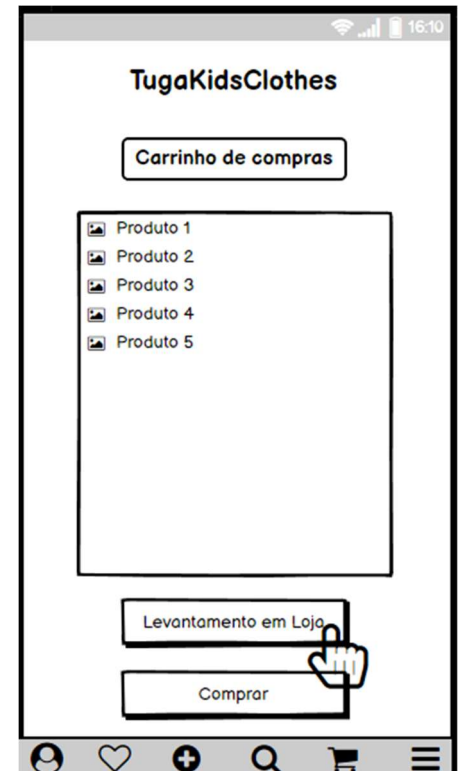 16:10
TugaKidsClothes
Carrinho de compras
Produto 1
Produto 2
Produto 3
Produto 4
Produto 5
Levantamento em Loja
Comprar